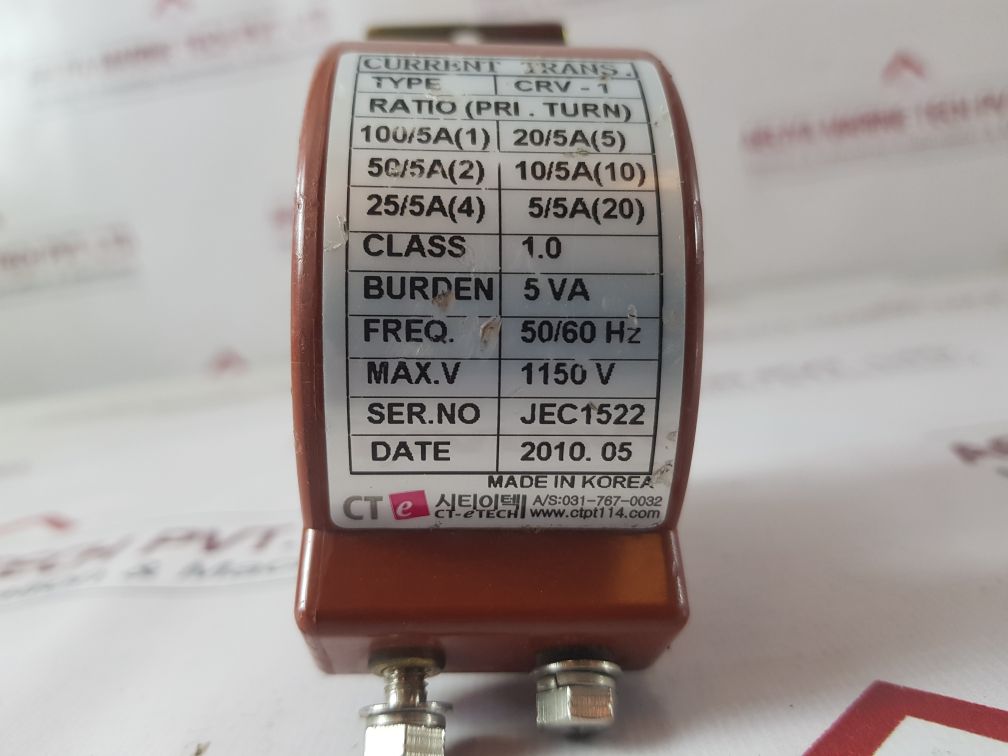 CURRENT TRANS.
TYPE CRV - 1
RATIO (PRI . TURN)
100/5A(1) 20/5A(5)
50/5A(2) 10/5A(10)
25/5A(4) 5/5A(20)
CLASS 1.0
BURDEN 5 VA
FREQ. 50/60 Hz
MAX.V 1150 V
SER.NO JEC1522
DATE 2010. 05
MADE IN KOREA
CT e 시티이텍 A/S:031-767-0032
CT-eTECH www.ctpt114.com
TECH PVT